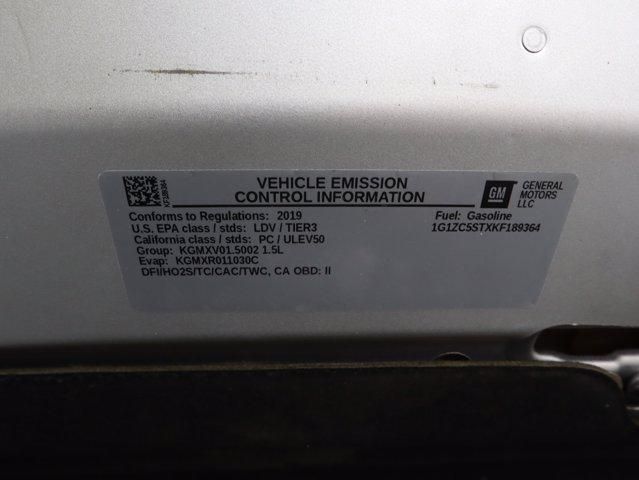 VEHICLE EMISSION
CONTROL INFORMATION
GM
GENERAL
MOTORS
LLC
VF189364
Conforms to Regulations: 2019
U.S. EPA class / stds: LDV / TIER3
California class / stds: PC / ULEV50
Group: KGMXV01.5002 1.5L
Evap: KGMXR011030C
DFI/HO2S/TC/CAC/TWC, CA OBD: II
Fuel: Gasoline
1G1ZC5STXKF189364